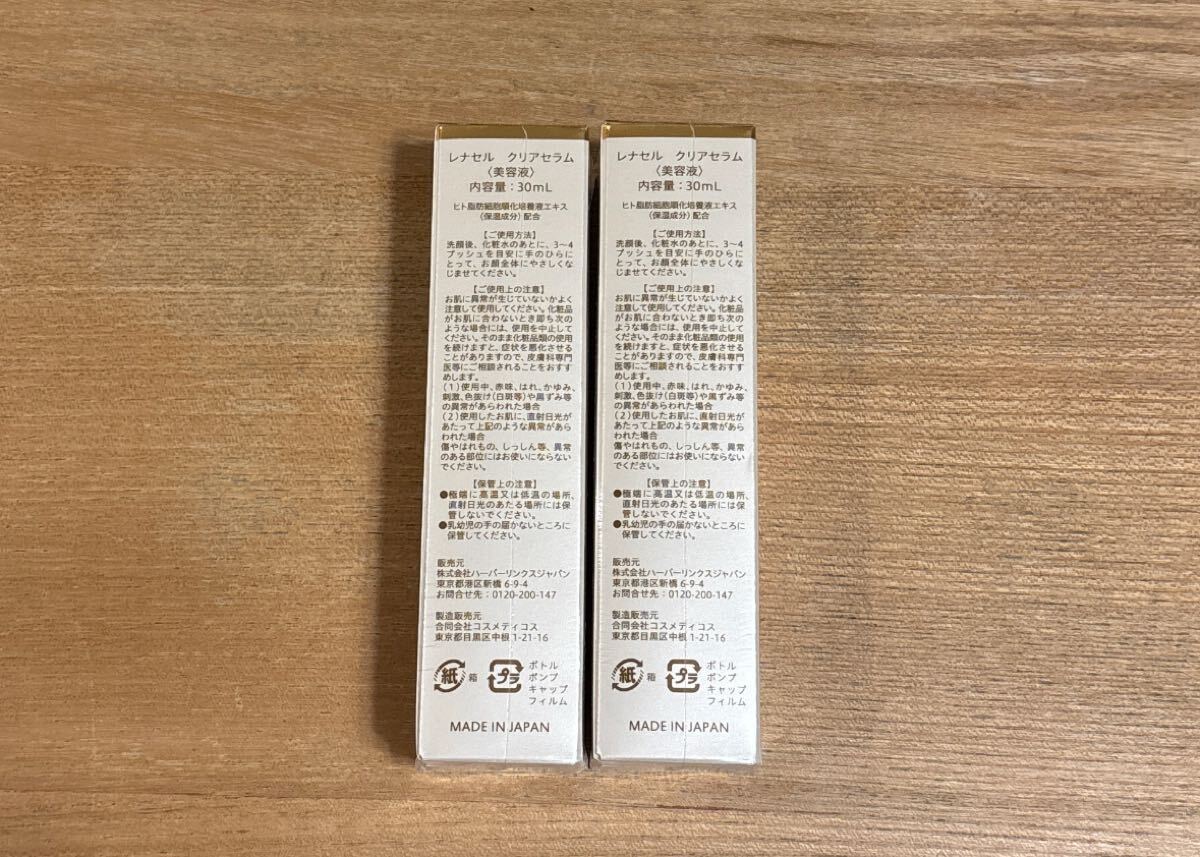 レナセル クリアセラム
〈美容液〉
内容量：30mL
ヒト脂肪細胞順化培養液エキス
（保湿成分）配合
【ご使用方法】
洗顔後、化粧水のあとに、3〜4
プッシュを目安に手のひらに
とって、お顔全体にやさしくな
じませてください。
【ご使用上の注意】
お肌に異常が生じていないかよく
注意して使用してください。化粧品
がお肌に合わないとき即ち次の
ような場合には、使用を中止して
ください。そのまま化粧品類の使用
を続けますと、症状を悪化させる
ことがありますので、皮膚科専門
医等にご相談されることをおすす
めします。
（1）使用中、赤味、はれ、かゆみ、
刺激、色抜け（白斑等）や黒ずみ等
の異常があらわれた場合
（2）使用したお肌に、直射日光が
あたって上記のような異常があら
われた場合
傷やはれもの、しっしん等、異常
のある部位にはお使いにならない
でください。
【保管上の注意】
●極端に高温又は低温の場所、
直射日光のあたる場所には保
管しないでください。
●乳幼児の手の届かないところに
保管してください。
販売元
株式会社ハーバーリンクスジャパン
東京都港区新橋 6-9-4
お問合せ先：0120-200-147
製造販売元
合同会社コスメティコス
東京都目黒区中根 1-21-16
紙 箱
プラ
ボトル
ポンプ
キャップ
フィルム
MADE IN JAPAN
レナセル クリアセラム
〈美容液〉
内容量：30mL
ヒト脂肪細胞順化培養液エキス
（保湿成分）配合
【ご使用方法】
洗顔後、化粧水のあとに、3〜4
プッシュを目安に手のひらに
とって、お顔全体にやさしくな
じませてください。
【ご使用上の注意】
お肌に異常が生じていないかよく
注意して使用してください。化粧品
がお肌に合わないとき即ち次の
ような場合には、使用を中止して
ください。そのまま化粧品類の使用
を続けますと、症状を悪化させる
ことがありますので、皮膚科専門
医等にご相談されることをおすす
めします。
（1）使用中、赤味、はれ、かゆみ、
刺激、色抜け（白斑等）や黒ずみ等
の異常があらわれた場合
（2）使用したお肌に、直射日光が
あたって上記のような異常があら
われた場合
傷やはれもの、しっしん等、異常
のある部位にはお使いにならない
でください。
【保管上の注意】
●極端に高温又は低温の場所、
直射日光のあたる場所には保
管しないでください。
●乳幼児の手の届かないところに
保管してください。
販売元
株式会社ハーバーリンクスジャパン
東京都港区新橋 6-9-4
お問合せ先：0120-200-147
製造販売元
合同会社コスメティコス
東京都目黒区中根 1-21-16
紙 箱
プラ
ボトル
ポンプ
キャップ
フィルム
MADE IN JAPAN